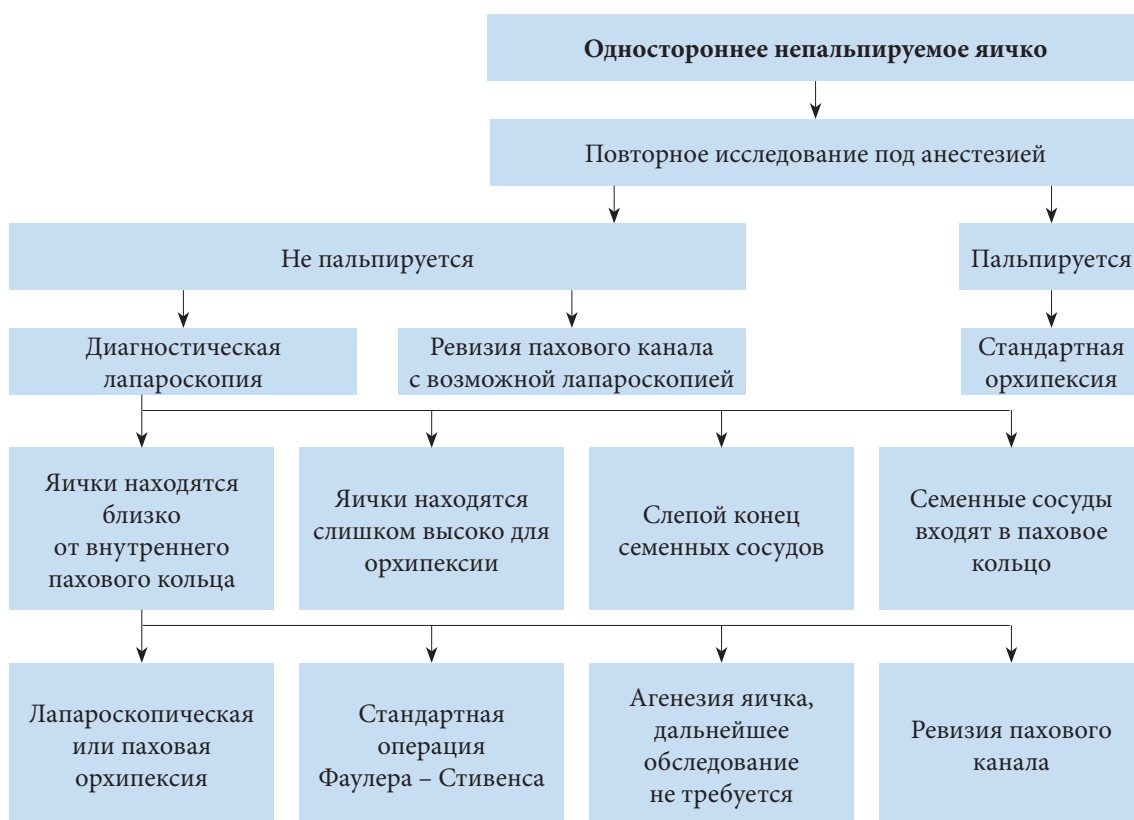 Одностороннее непальпируемое яичко
Повторное исследование под анестезией
Не пальпируется
Пальпируется
Диагностическая
лапароскопия
Ревизия пахового канала
с возможной лапароскопией
Стандартная
орхипексия
Яички находятся
близко
от внутреннего
пахового кольца
Яички находятся
слишком высоко для
орхипексии
Слепой конец
семенных сосудов
Семенные сосуды
входят в паховое
кольцо
Лапароскопическая
или паховая
орхипексия
Стандартная
операция
Фаулера – Стивенса
Агенезия яичка,
дальнейшее
обследование
не требуется
Ревизия пахового
канала